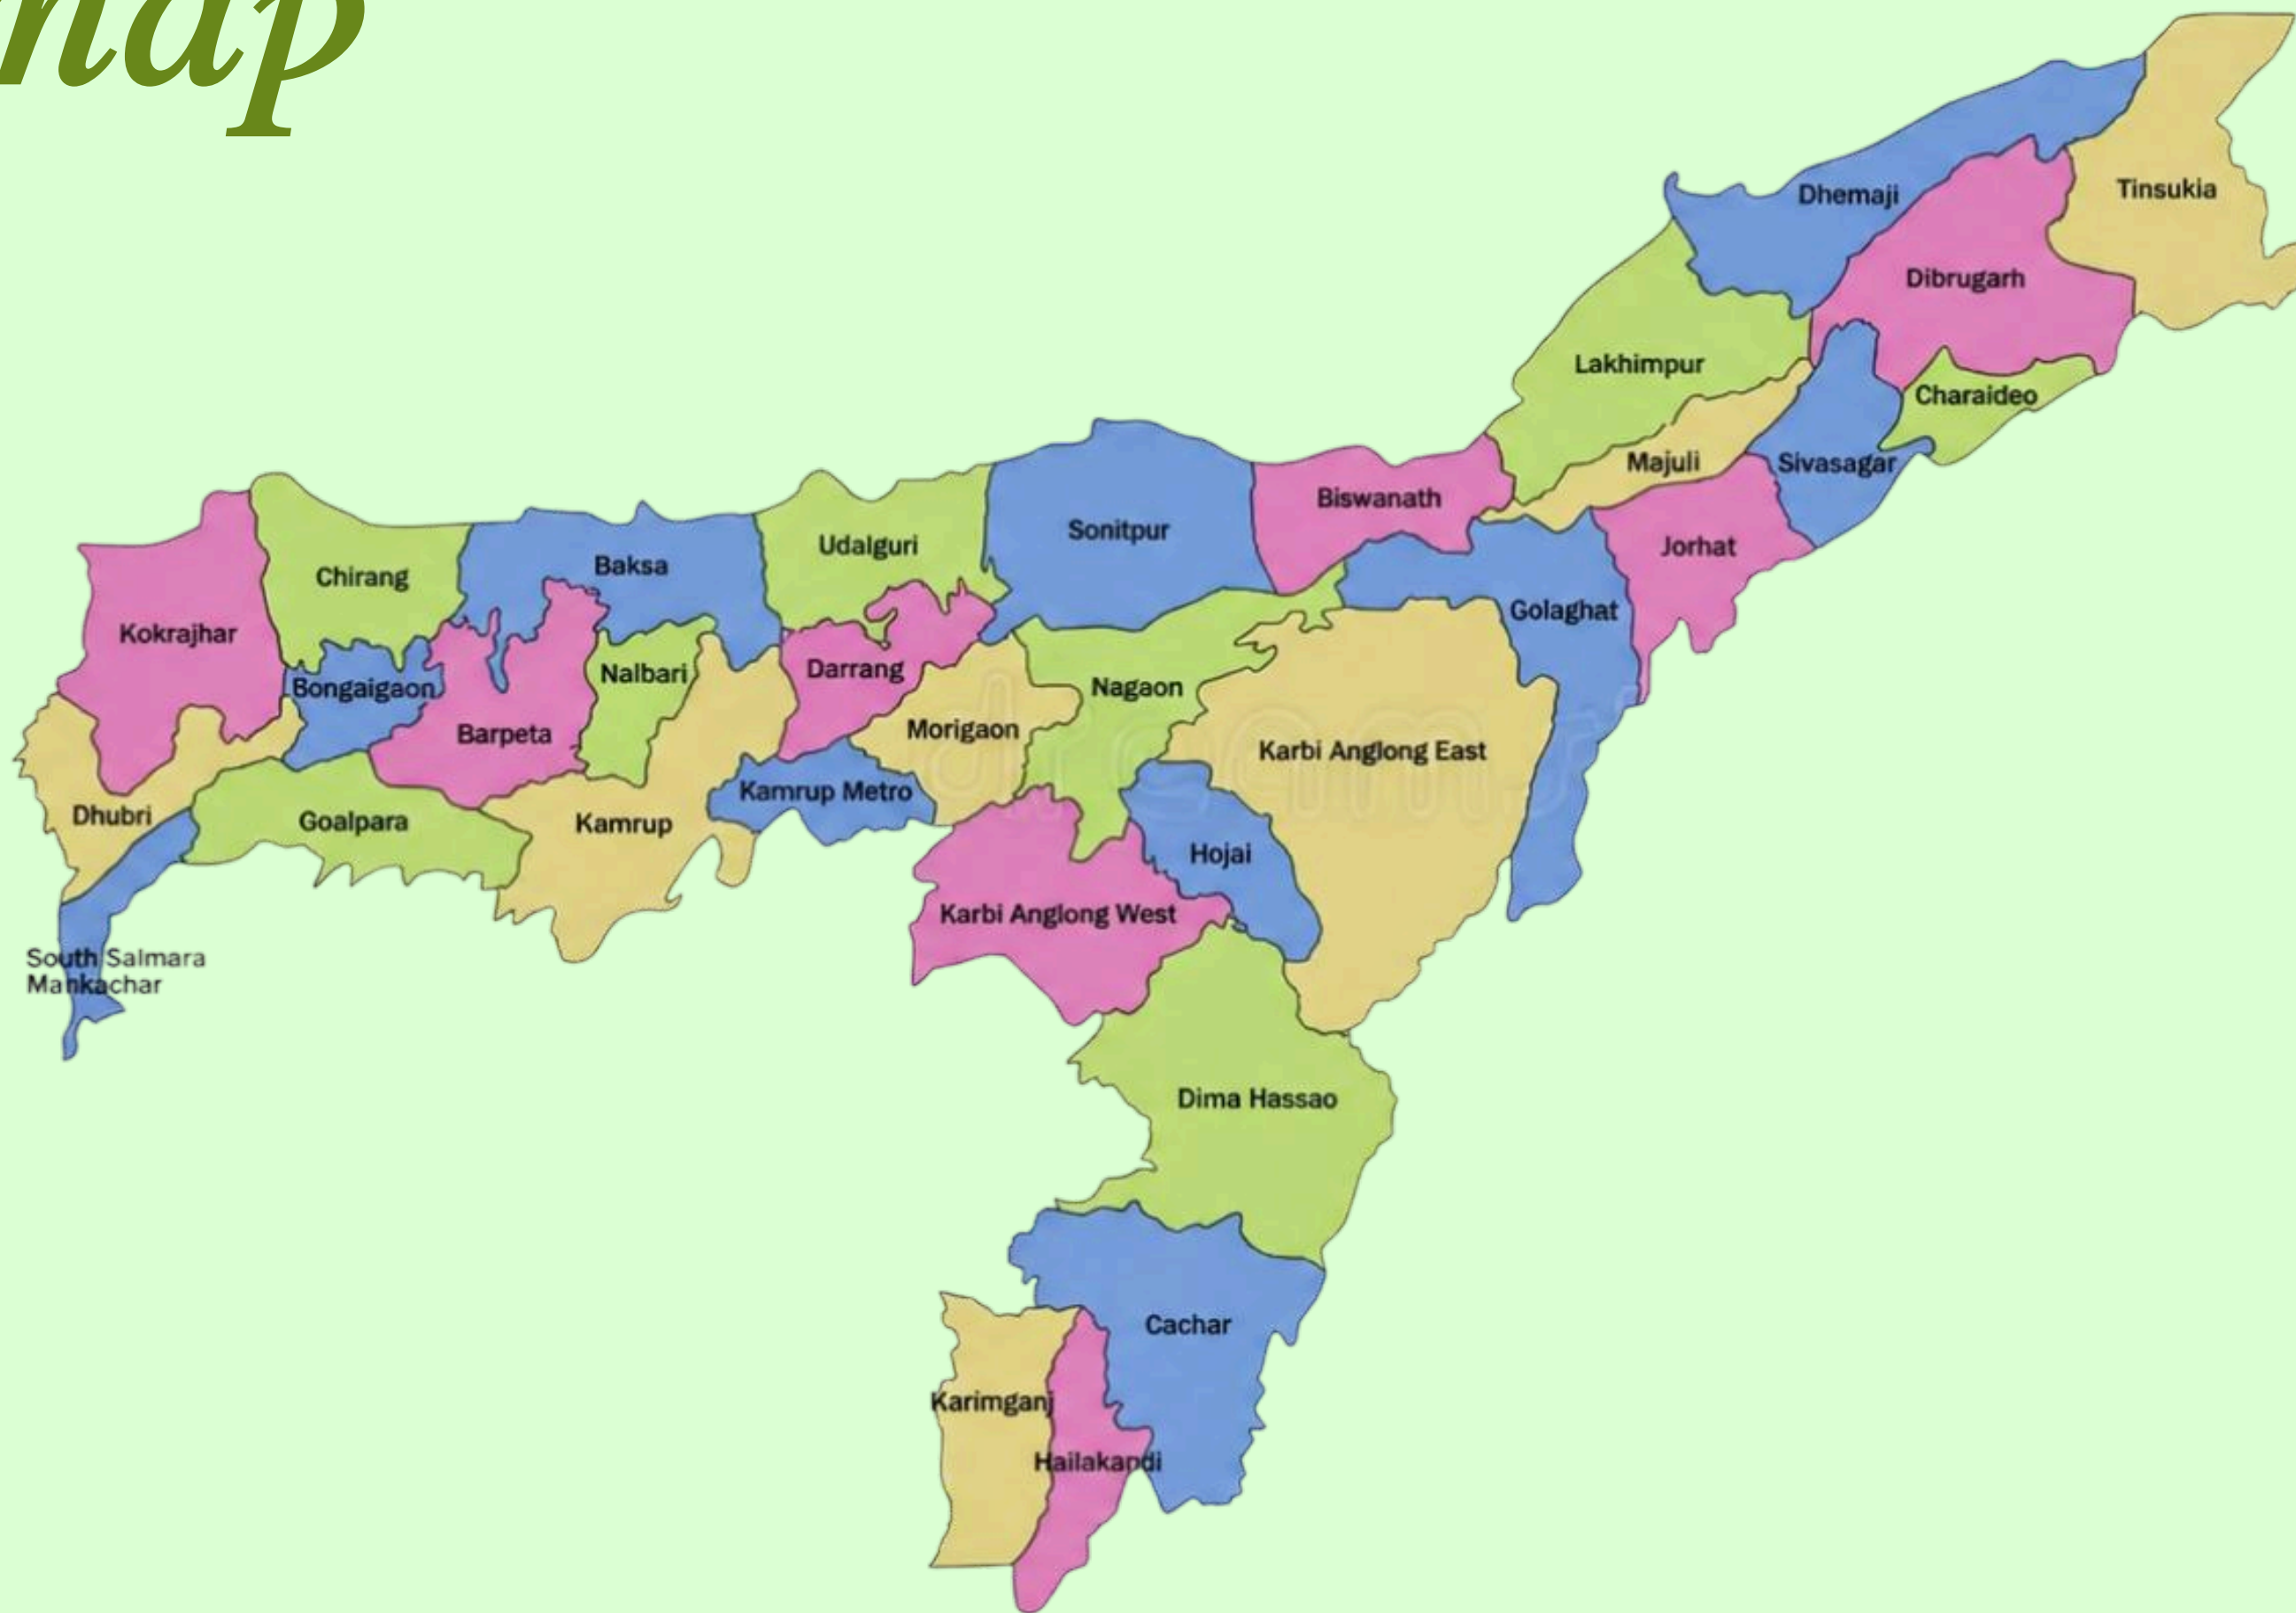 map
Tinsukia
Dhemaji
Dibrugarh
Lakhimpur
Charaideo
Majuli
Sivasagar
Biswanath
Sonitpur
Jorhat
Udalguri
Baksa
Chirang
Golaghat
Kokrajhar
Darrang
Nalbari
Bongaigaon
Nagaon
Morigaon
Barpeta
Karbi Anglong East
Kamrup Metro
Dhubri
Goalpara
Kamrup
Hojai
Karbi Anglong West
South Salmara
Mankachar
Dima Hassao
Cachar
Karimganj
Hailakandi